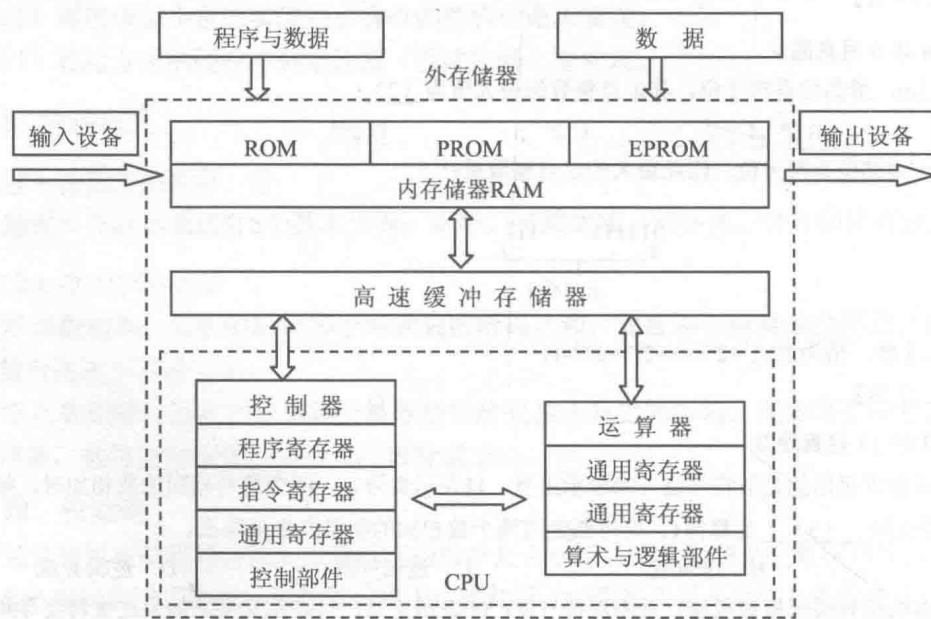 程序与数据
数 据
外存储器
输入设备
输出设备
ROM
PROM
EPROM
内存储器RAM
高 速 缓 冲 存 储 器
控 制 器
程序寄存器
指令寄存器
通用寄存器
控制部件
运 算 器
通用寄存器
通用寄存器
算术与逻辑部件
CPU